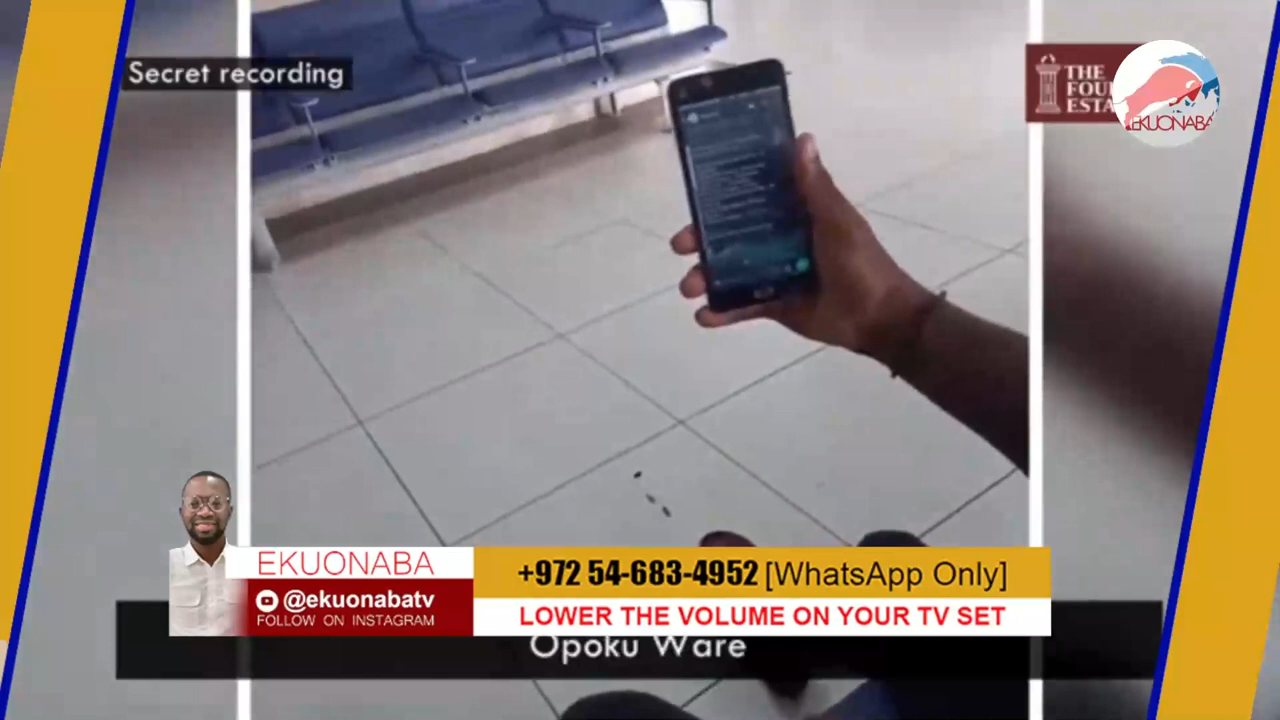 Secret recording
THE
FOU
ESTA
EKUONABA
EKUONABA
@ekuonabatv
FOLLOW ON INSTAGRAM
+972 54-683-4952 [WhatsApp Only]
LOWER THE VOLUME ON YOUR TV SET
Opoku Ware